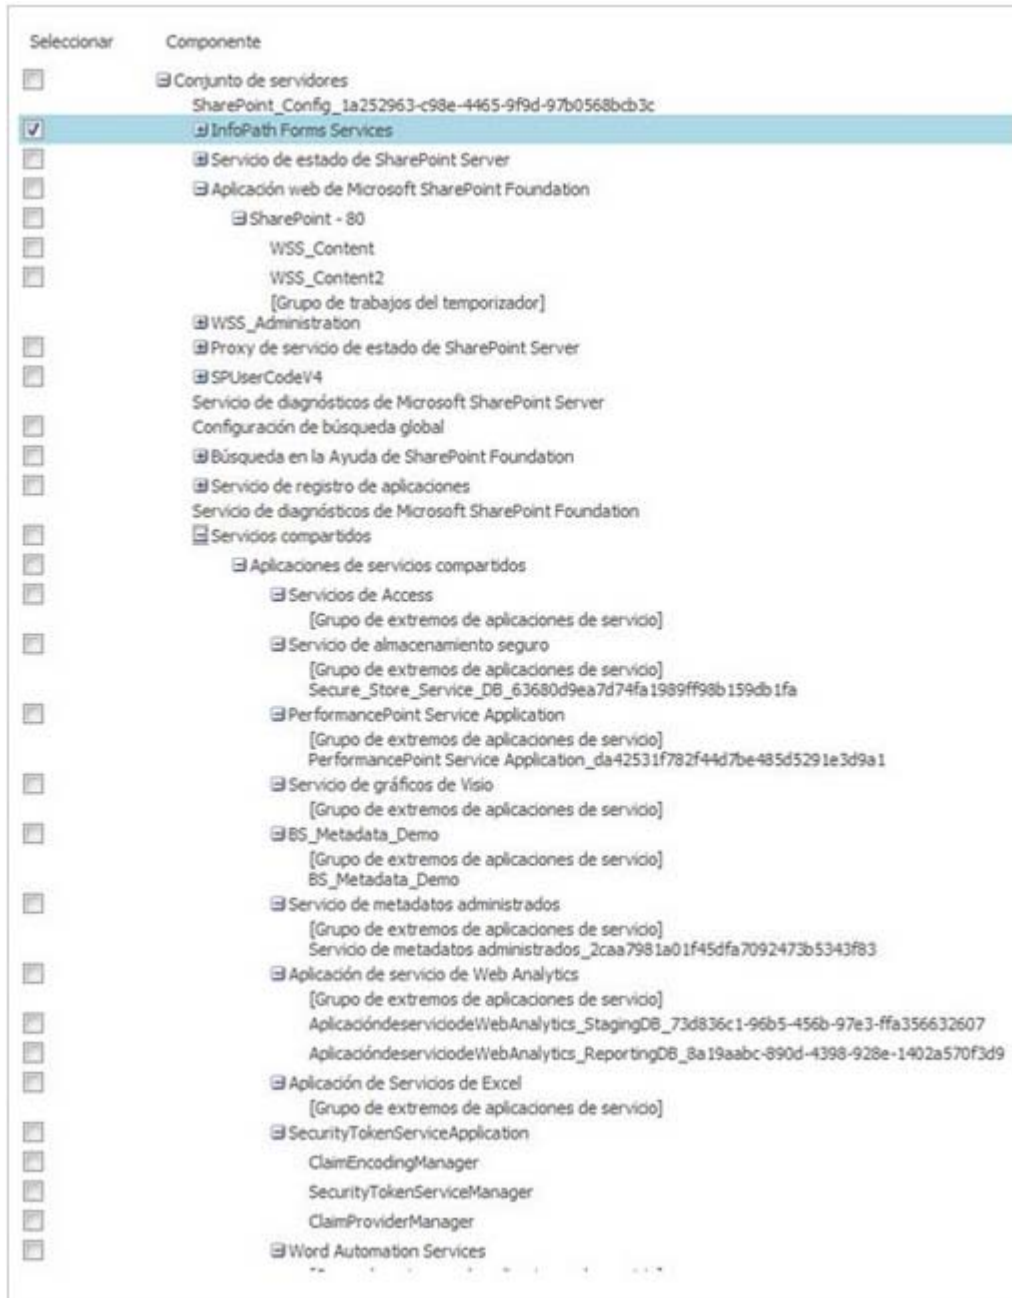 Seleccionar Componente
Conjunto de servidores
SharePoint_Config_1a252963-c98e-4465-9f9d-97b0568bcb3c
InfoPath Forms Services
Servicio de estado de SharePoint Server
Aplicación web de Microsoft SharePoint Foundation
SharePoint - 80
WSS_Content
WSS_Content2
[Grupo de trabajos del temporizador]
WSS_Administration
Proxy de servicio de estado de SharePoint Server
SPUserCodeV4
Servicio de diagnósticos de Microsoft SharePoint Server
Configuración de búsqueda global
Búsqueda en la Ayuda de SharePoint Foundation
Servicio de registro de aplicaciones
Servicio de diagnósticos de Microsoft SharePoint Foundation
Servicios compartidos
Aplicaciones de servicios compartidos
Servicios de Access
[Grupo de extremos de aplicaciones de servicio]
Servicio de almacenamiento seguro
[Grupo de extremos de aplicaciones de servicio]
Secure_Store_Service_DB_63680d9ea7d74fa1989ff98b159db1fa
PerformancePoint Service Application
[Grupo de extremos de aplicaciones de servicio]
PerformancePoint Service Application_da42531f782f44d7be485d5291e3d9a1
Servicio de gráficos de Visio
[Grupo de extremos de aplicaciones de servicio]
BS_Metadata_Demo
[Grupo de extremos de aplicaciones de servicio]
BS_Metadata_Demo
Servicio de metadatos administrados
[Grupo de extremos de aplicaciones de servicio]
Servicio de metadatos administrados_2caa7981a01f45dfa7092473b5343f83
Aplicación de servicio de Web Analytics
[Grupo de extremos de aplicaciones de servicio]
AplicacióndeserviciodeWebAnalytics_StagingDB_73d836c1-96b5-456b-97e3-ffa356632607
AplicacióndeserviciodeWebAnalytics_ReportingDB_8a19aabc-890d-4398-928e-1402a570f3d9
Aplicación de Servicios de Excel
[Grupo de extremos de aplicaciones de servicio]
SecurityTokenServiceApplication
ClaimEncodingManager
SecurityTokenServiceManager
ClaimProviderManager
Word Automation Services